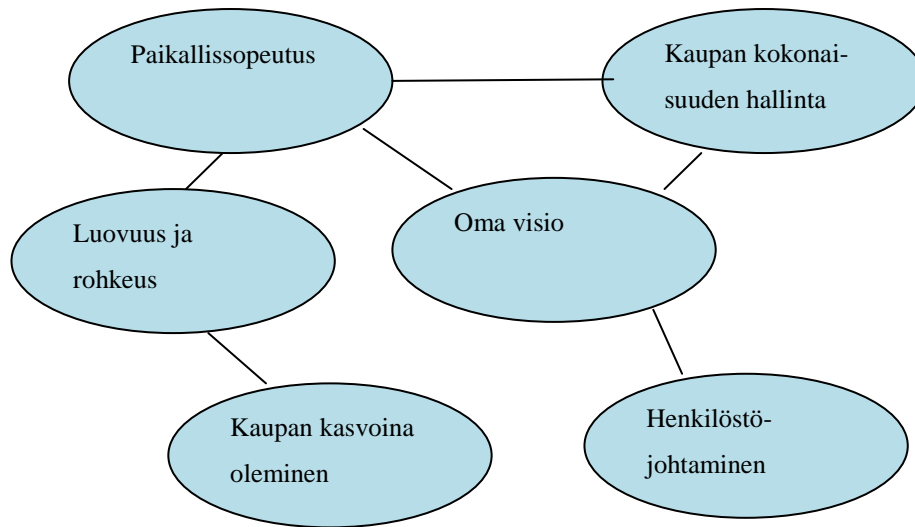 Paikallissopeutus
Kaupan kokonai-
suuden hallinta
Luovuus ja
rohkeus
Oma visio
Kaupan kasvoina
oleminen
Henkilöstö-
johtaminen